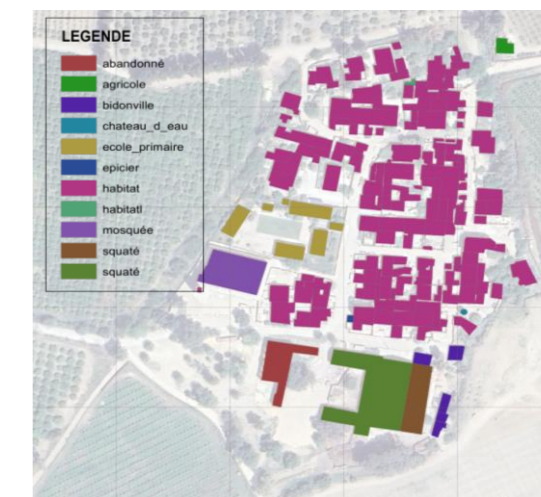 LEGENDE
abandonné
agricole
bidonville
chateau_d_eau
ecole_primaire
epicier
habitat
habitatl
mosquée
squaté
squaté